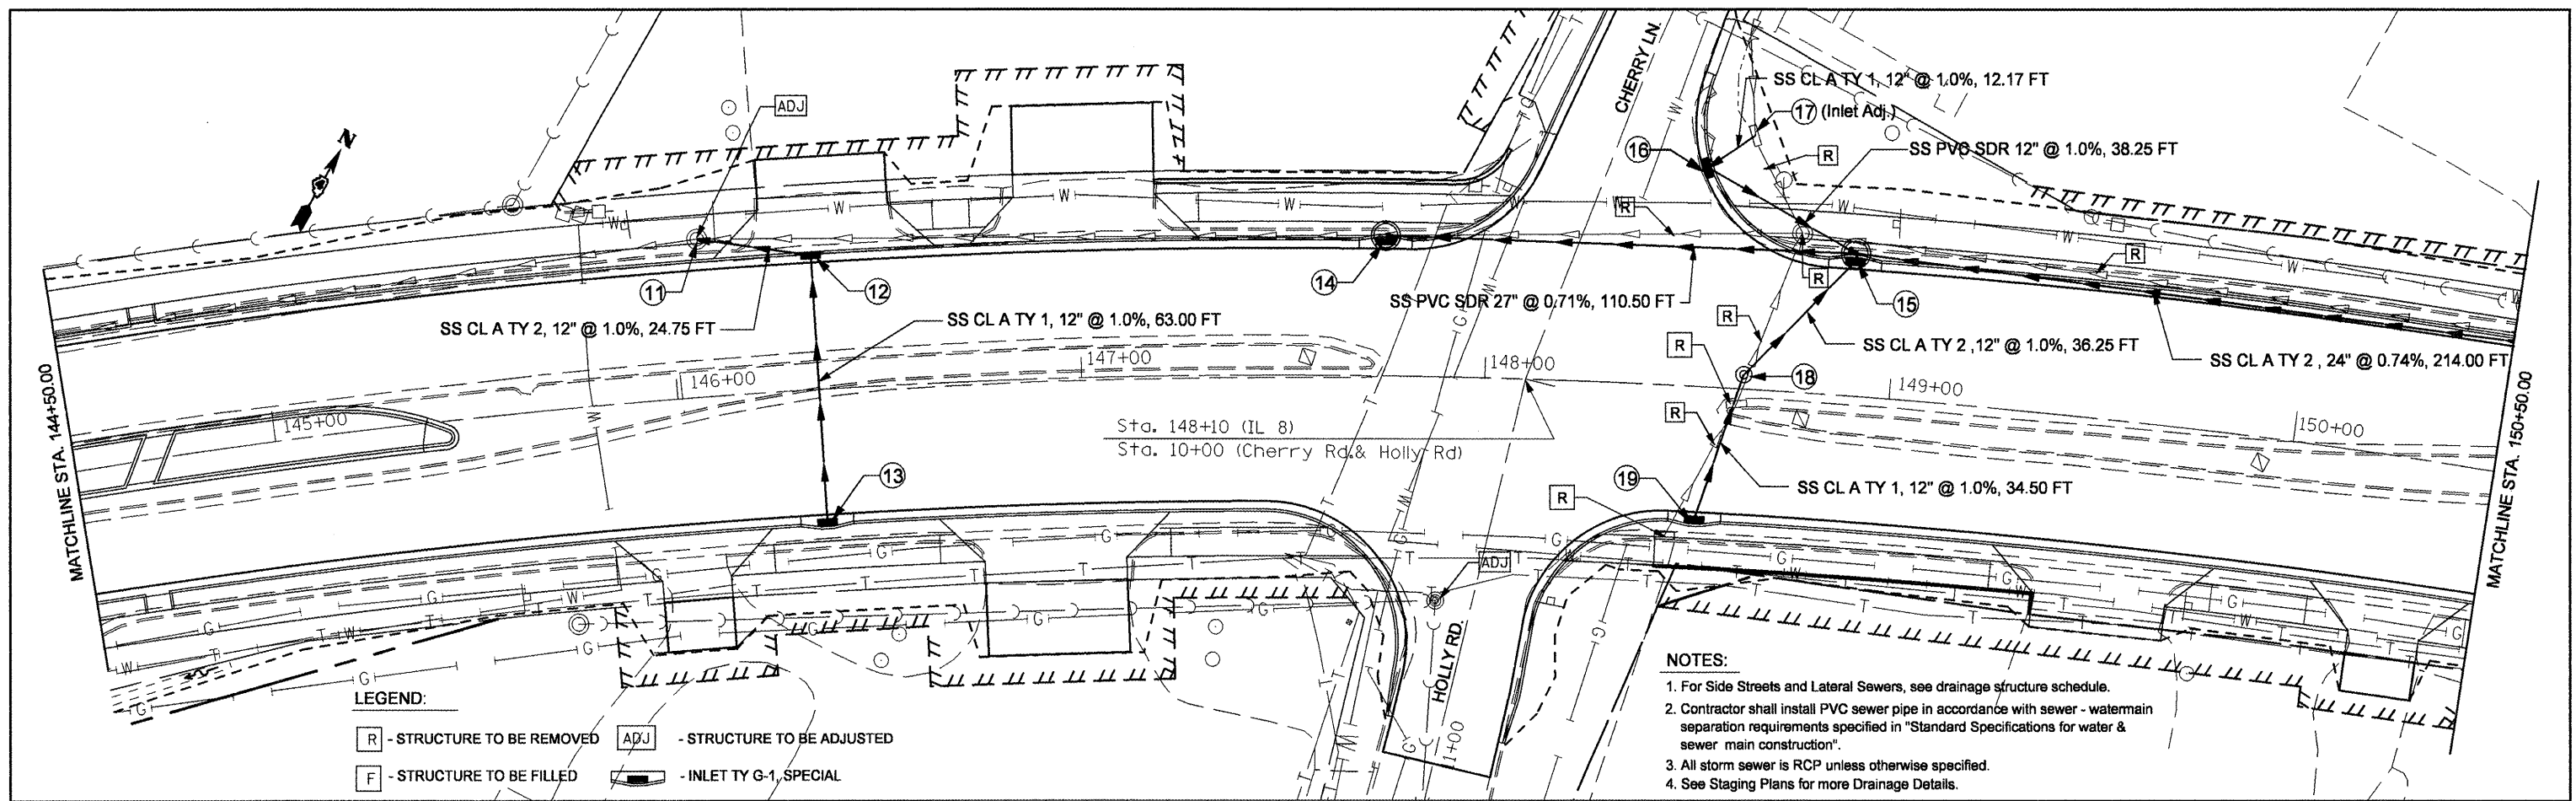 CHERRY LN.
SS CL A TY 1, 12" @ 1.0%, 12.17 FT
ADJ
17 (Inlet Adj.)
N
16
R
SS PVC SDR 12" @ 1.0%, 38.25 FT
R
R
R
11
12
14
15
SS PVC SDR 27" @ 0.71%, 110.50 FT
SS CL A TY 2, 12" @ 1.0%, 24.75 FT
SS CL A TY 1, 12" @ 1.0%, 63.00 FT
R
R
SS CL A TY 2 ,12" @ 1.0%, 36.25 FT
SS CL A TY 2 , 24" @ 0.74%, 214.00 FT
18
145+00
146+00
147+00
148+00
149+00
150+00
MATCHLINE STA. 144+50.00
MATCHLINE STA. 150+50.00
Sta. 148+10 (IL 8)
Sta. 10+00 (Cherry Rd.& Holly Rd)
R
13
19
R
SS CL A TY 1, 12" @ 1.0%, 34.50 FT
ADJ
HOLLY RD.
1+00
LEGEND:
R - STRUCTURE TO BE REMOVED
ADJ - STRUCTURE TO BE ADJUSTED
F - STRUCTURE TO BE FILLED
- INLET TY G-1, SPECIAL
NOTES:
1. For Side Streets and Lateral Sewers, see drainage structure schedule.
2. Contractor shall install PVC sewer pipe in accordance with sewer - watermain
separation requirements specified in "Standard Specifications for water &
sewer main construction".
3. All storm sewer is RCP unless otherwise specified.
4. See Staging Plans for more Drainage Details.